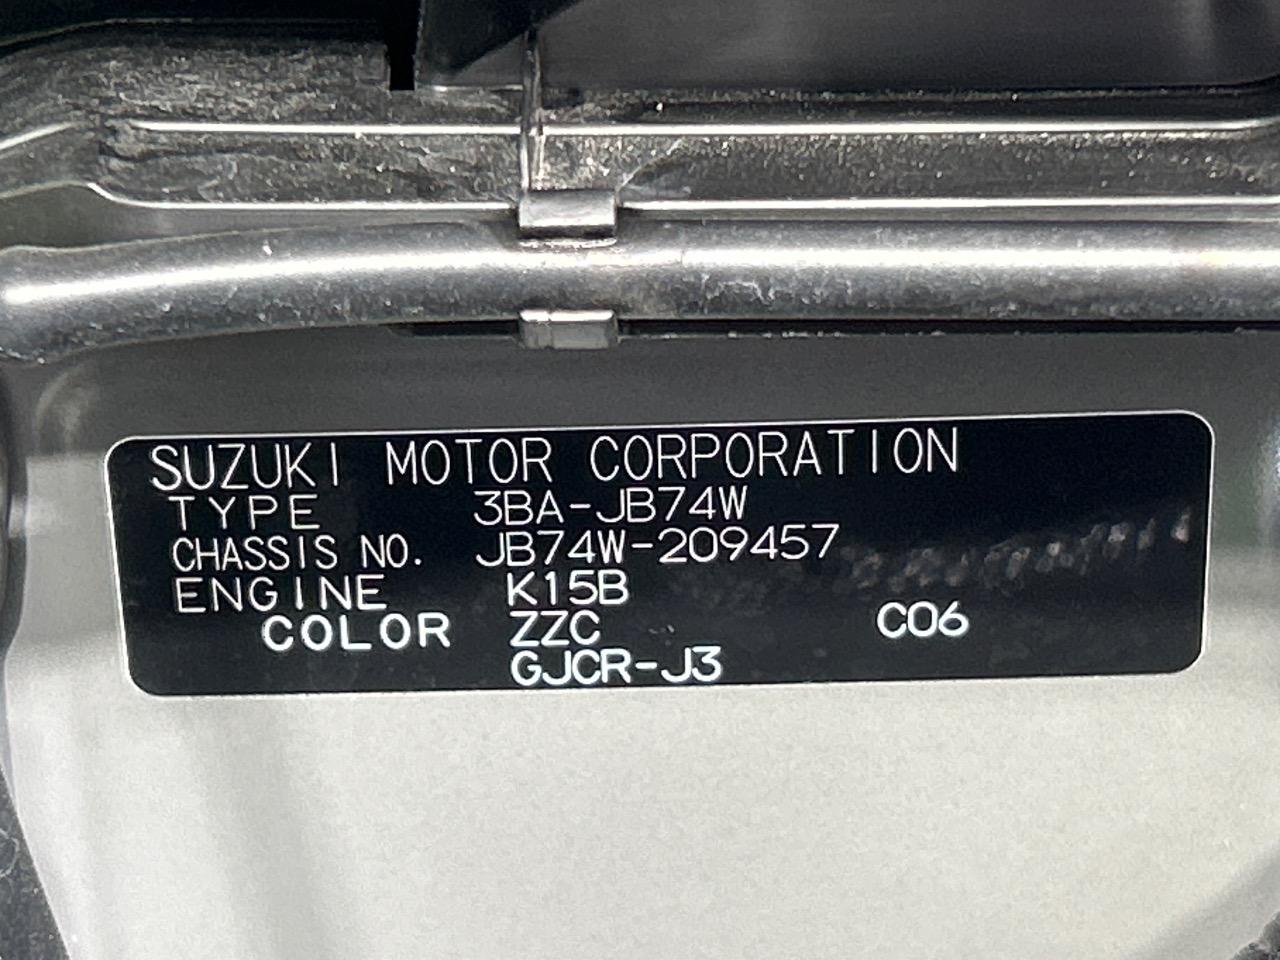 SUZUKI MOTOR CORPORATION
TYPE 3BA-JB74W
CHASSIS NO. JB74W-209457
ENGINE K15B
COLOR ZZC C06
GJCR-J3